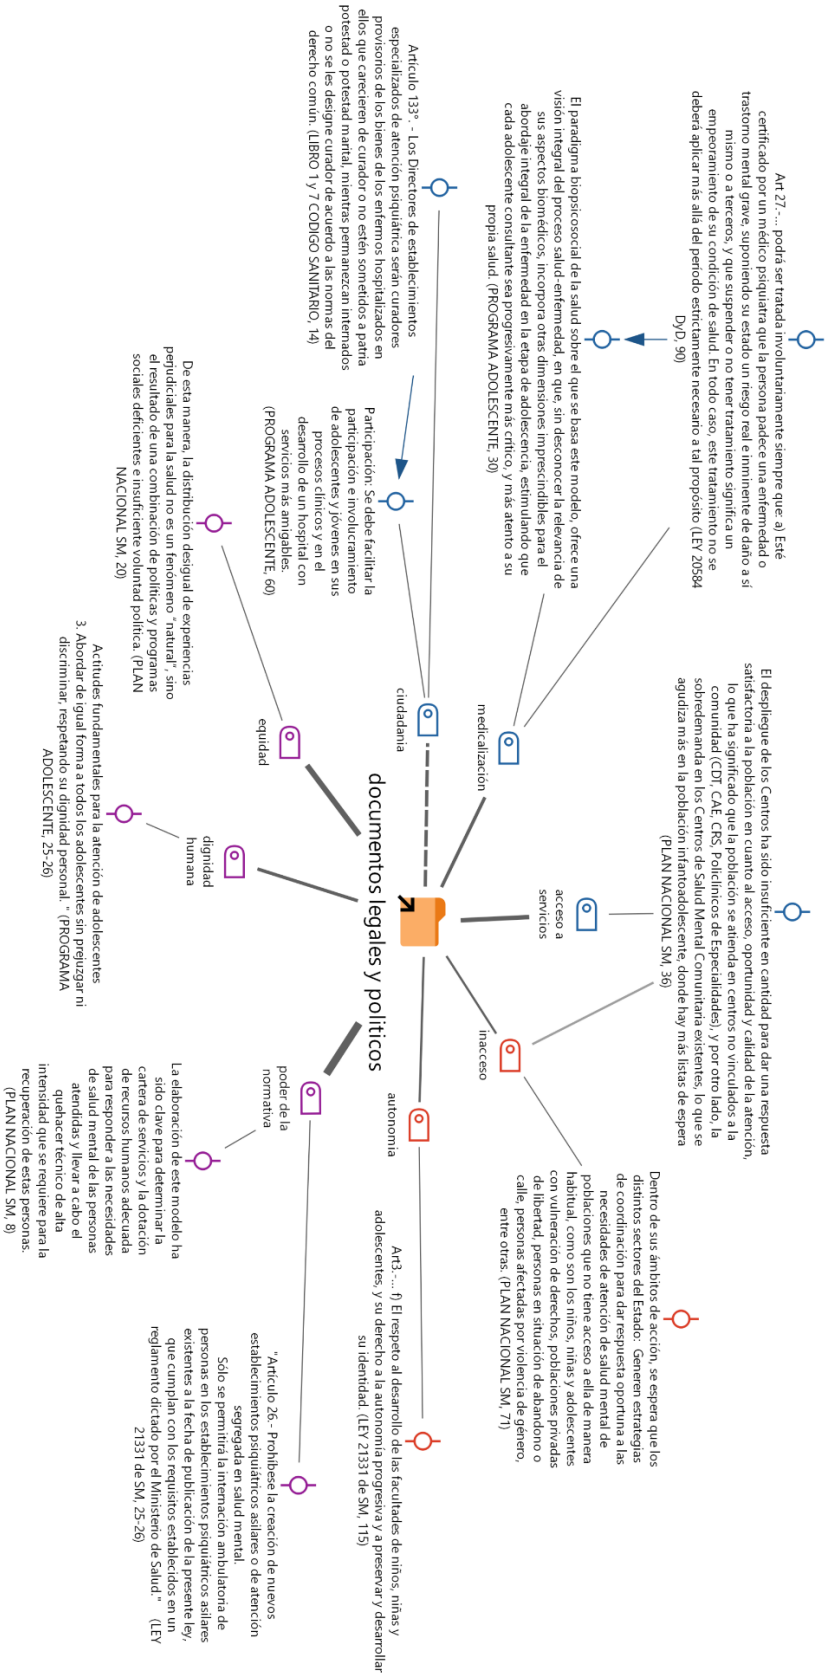 Art 27.-... podrá ser tratada involuntariamente siempre que: a) Esté
certificado por un médico psiquiatra que la persona padece una enfermedad o
trastorno mental grave, suponiendo su estado un riesgo real e inminente de daño a sí
mismo o a terceros, y que suspender o no tener tratamiento significa un
empeoramiento de su condición de salud. En todo caso, este tratamiento no se
deberá aplicar más allá del período estrictamente necesario a tal propósito (LEY 20584
DyD, 90)
El despliegue de los Centros ha sido insuficiente en cantidad para dar una respuesta
satisfactoria a la población en cuanto al acceso, oportunidad y calidad de la atención,
lo que ha significado que la población se atienda en centros no vinculados a la
comunidad (CDT, CAE, CRS, Policlínicos de Especialidades), y por otro lado, la
sobredemanda en los Centros de Salud Mental Comunitaria existentes, lo que se
agudiza más en la población infantoadolescente, donde hay más listas de espera
(PLAN NACIONAL SM, 36)
El paradigma biopsicosocial de la salud sobre el que se basa este modelo, ofrece una
visión integral del proceso salud-enfermedad, en que, sin desconocer la relevancia de
sus aspectos biomédicos, incorpora otras dimensiones imprescindibles para el
abordaje integral de la enfermedad en la etapa de adolescencia, estimulando que
cada adolescente consultante sea progresivamente más crítico, y más atento a su
propia salud. (PROGRAMA ADOLESCENTE, 30)
Dentro de sus ámbitos de acción, se espera que los
distintos sectores del Estado: Generen estrategias
de coordinación para dar respuesta oportuna a las
necesidades de atención de salud mental de
poblaciones que no tiene acceso a ella de manera
habitual, como son los niños, niñas y adolescentes
con vulneración de derechos, poblaciones privadas
de libertad, personas en situación de abandono o
calle, personas afectadas por violencia de género,
entre otras. (PLAN NACIONAL SM, 71)
medicalización
acceso a
servicios
inacceso
Artículo 133°. - Los Directores de establecimientos
especializados de atención psiquiátrica serán curadores
provisorios de los bienes de los enfermos hospitalizados en
ellos que carecieren de curador o no estén sometidos a patria
potestad o potestad marital, mientras permanezcan internados
o no se les designe curador de acuerdo a las normas del
derecho común. (LIBRO 1 y 7 CODIGO SANITARIO, 14)
ciudadania
documentos legales y politicos
autonomia
Participación: Se debe facilitar la
participación e involucramiento
de adolescentes y jóvenes en sus
procesos clínicos y en el
desarrollo de un hospital con
servicios más amigables.
(PROGRAMA ADOLESCENTE, 60)
Art3.-... f) El respeto al desarrollo de las facultades de niños, niñas y
adolescentes, y su derecho a la autonomía progresiva y a preservar y desarrollar
su identidad. (LEY 21331 de SM, 115)
equidad
dignidad
humana
poder de la
normativa
De esta manera, la distribución desigual de experiencias
perjudiciales para la salud no es un fenómeno "natural", sino
el resultado de una combinación de políticas y programas
sociales deficientes e insuficiente voluntad política. (PLAN
NACIONAL SM, 20)
Actitudes fundamentales para la atención de adolescentes
3. Abordar de igual forma a todos los adolescentes sin prejuzgar ni
discriminar, respetando su dignidad personal. " (PROGRAMA
ADOLESCENTE, 25-26)
La elaboración de este modelo ha
sido clave para determinar la
cartera de servicios y la dotación
de recursos humanos adecuada
para responder a las necesidades
de salud mental de las personas
atendidas y llevar a cabo el
quehacer técnico de alta
intensidad que se requiere para la
recuperación de estas personas.
(PLAN NACIONAL SM, 8)
"Artículo 26.- Prohíbese la creación de nuevos
establecimientos psiquiátricos asilares o de atención
segregada en salud mental.
Sólo se permitirá la internación ambulatoria de
personas en los establecimientos psiquiátricos asilares
existentes a la fecha de publicación de la presente ley,
que cumplan con los requisitos establecidos en un
reglamento dictado por el Ministerio de Salud." (LEY
21331 de SM, 25-26)